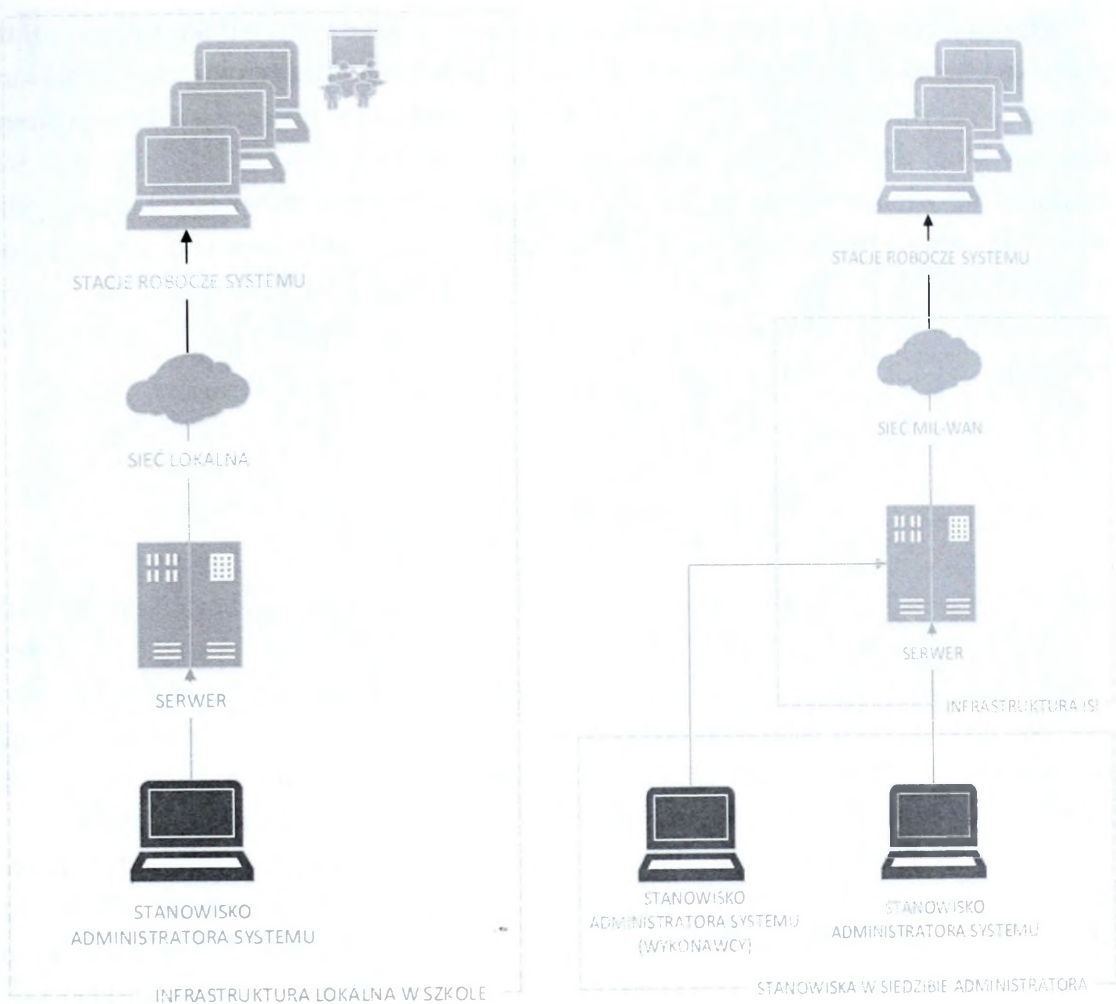 STACJE ROBOCZE SYSTEMU
SIEĆ LOKALNA
SERWER
STANOWISKO
ADMINISTRATORA SYSTEMU
INFRASTRUKTURA LOKALNA W SZKOLE
STACJE ROBOCZE SYSTEMU
SIEĆ MIL-WAN
SERWER
INFRASTRUKTURA ISI
STANOWISKO
ADMINISTRATORA SYSTEMU
(WYKONAWCY)
STANOWISKO
ADMINISTRATORA SYSTEMU
STANOWISKA W SIEDZIBIE ADMINISTRATORA